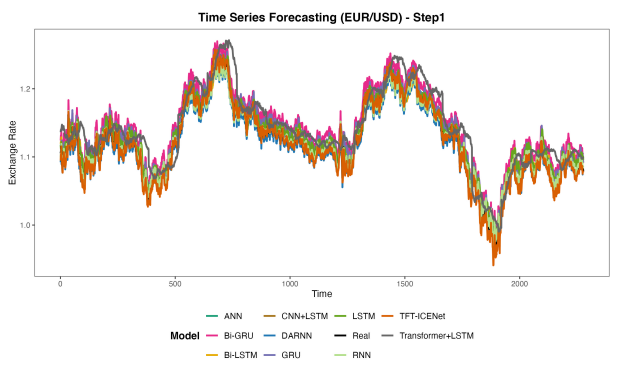 Time Series Forecasting (EUR/USD) - Step1
Exchange Rate
1.2
1.1
1.0
0 500 1000 1500 2000
Time
Model
ANN CNN+LSTM LSTM TFT-ICENet
Bi-GRU DARNN Real Transformer+LSTM
Bi-LSTM GRU RNN